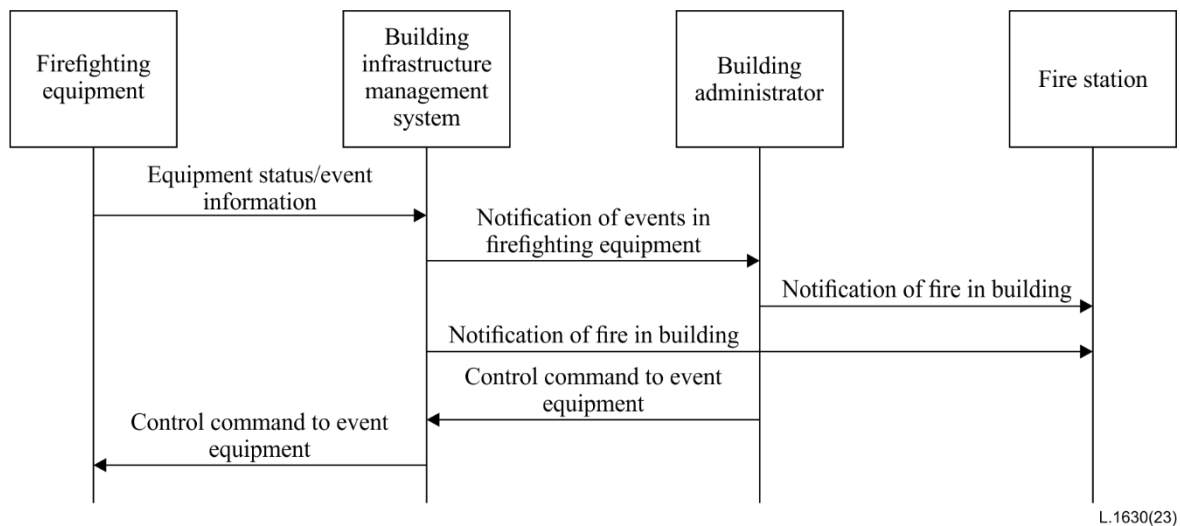 Firefighting
equipment
Building
infrastructure
management
system
Building
administrator
Fire station
Equipment status/event
information
Notification of events in
firefighting equipment
Notification of fire in building
Notification of fire in building
Control command to event
equipment
Control command to event
equipment
L.1630(23)